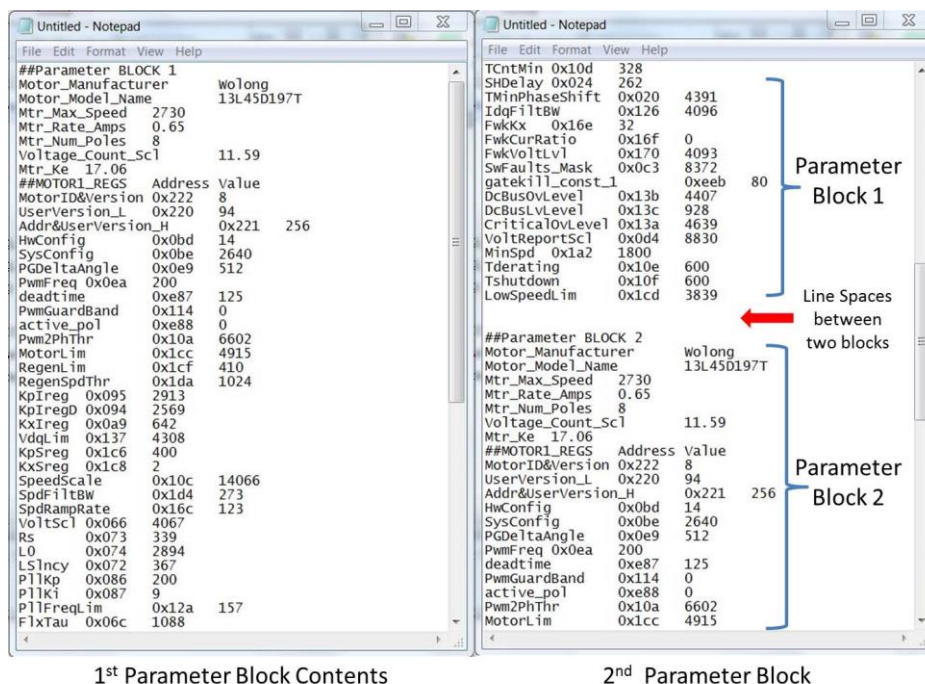 Untitled - Notepad
File Edit Format View Help
##Parameter BLOCK 1
Motor_Manufacturer Wolong
Motor_Model_Name 13L45D197T
Mtr_Max_Speed 2730
Mtr_Rate_Amps 0.65
Mtr_Num_Poles 8
Voltage_Count_Scl 11.59
Mtr_Ke 17.06
##MOTOR1_REGS Address Value
MotorID&Version 0x222 8
UserVersion_L 0x220 94
Addr&UserVersion_H 0x221 256
HwConfig 0x0bd 14
SysConfig 0x0be 2640
PGDeltaAngle 0x0e9 512
PwmFreq 0x0ea 200
deadtime 0xe87 125
PwmGuardBand 0x114 0
active_pol 0xe88 0
Pwm2PhThr 0x10a 6602
MotorLim 0x1cc 4915
RegenLim 0x1cf 410
RegenSpdThr 0x1da 1024
KpIreg 0x095 2913
KpIregD 0x094 2569
KxIreg 0x0a9 642
VdqLim 0x137 4308
KpSreg 0x1c6 400
KxSreg 0x1c8 2
SpeedScale 0x10c 14066
SpdFiltBW 0x1d4 273
SpdRampRate 0x16c 123
VoltScl 0x066 4067
Rs 0x073 339
L0 0x074 2894
LSlncy 0x072 367
PllKp 0x086 200
PllKi 0x087 9
PllFreqLim 0x12a 157
FlxTau 0x06c 1088
1st Parameter Block Contents
Untitled - Notepad
File Edit Format View Help
TCntMin 0x10d 328
SHDelay 0x024 262
TMinPhaseShift 0x020 4391
IdqFiltBW 0x126 4096
FwkKx 0x16e 32
FwkCurRatio 0x16f 0
FwkVoltLvl 0x170 4093
SwFaults_Mask 0x0c3 8372
gatekill_const_1 0xeeb 80
DcBusOvLevel 0x13b 4407
DcBusLvLevel 0x13c 928
CriticalOvLevel 0x13a 4639
VoltReportScl 0x0d4 8830
MinSpd 0x1a2 1800
Tderating 0x10e 600
Tshutdown 0x10f 600
LowSpeedLim 0x1cd 3839
Parameter
Block 1
Line Spaces
between
two blocks
##Parameter BLOCK 2
Motor_Manufacturer Wolong
Motor_Model_Name 13L45D197T
Mtr_Max_Speed 2730
Mtr_Rate_Amps 0.65
Mtr_Num_Poles 8
Voltage_Count_Scl 11.59
Mtr_Ke 17.06
##MOTOR1_REGS Address Value
MotorID&Version 0x222 8
UserVersion_L 0x220 94
Addr&UserVersion_H 0x221 256
HwConfig 0x0bd 14
SysConfig 0x0be 2640
PGDeltaAngle 0x0e9 512
PwmFreq 0x0ea 200
deadtime 0xe87 125
PwmGuardBand 0x114 0
active_pol 0xe88 0
Pwm2PhThr 0x10a 6602
MotorLim 0x1cc 4915
Parameter
Block 2
2nd Parameter Block